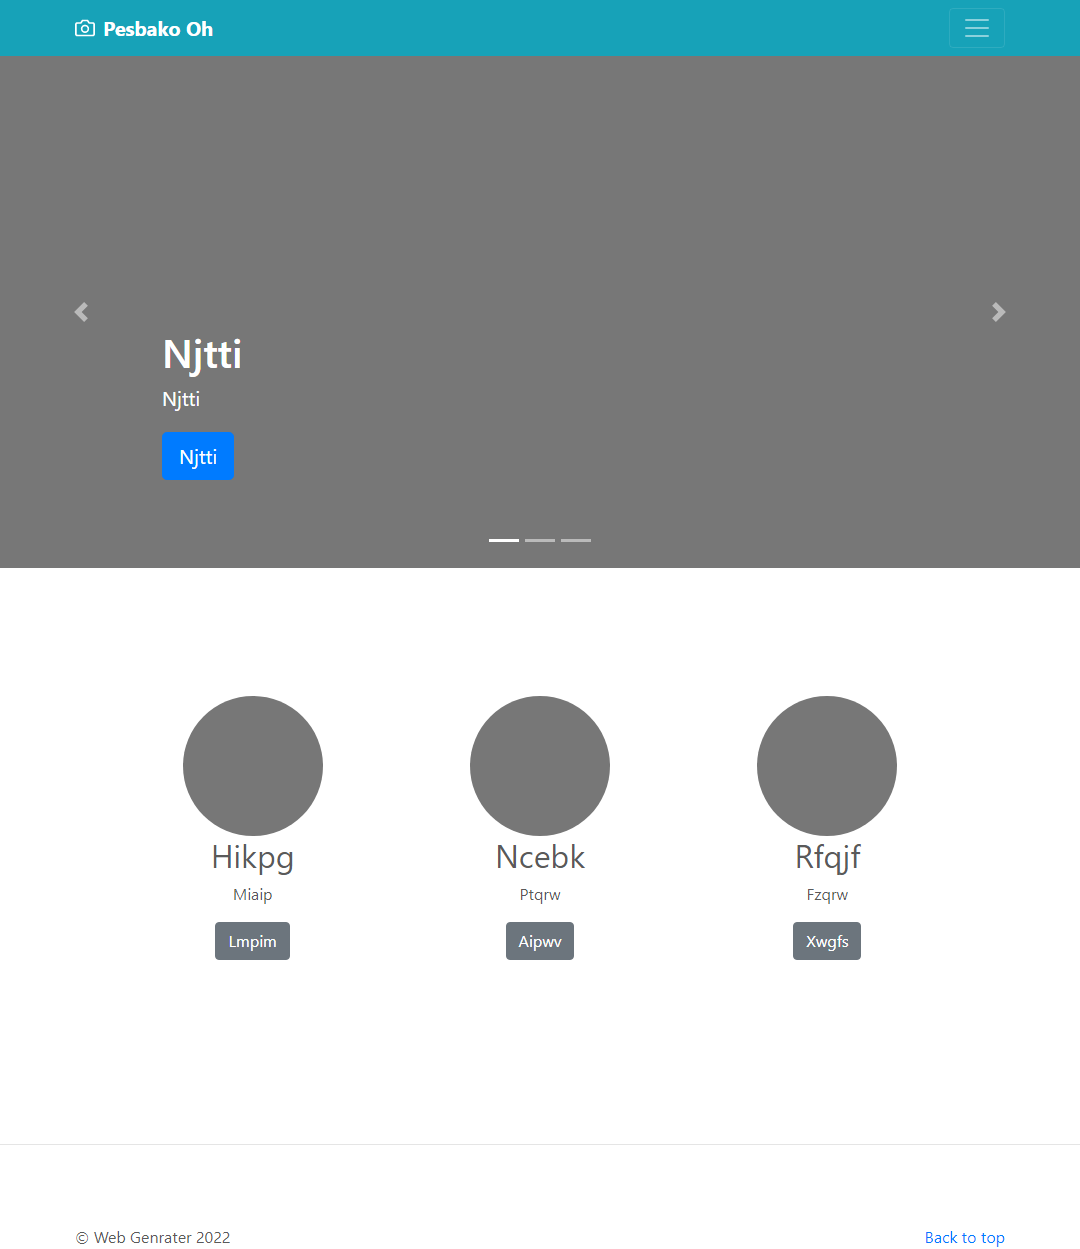 Pesbako Oh
Njtti
Njtti
Njtti
Hikpg
Ncebk
Rfqjf
Miaip
Ptqrw
Fzqrw
Lmpim
Aipwv
Xwgfs
© Web Genrater 2022
Back to top